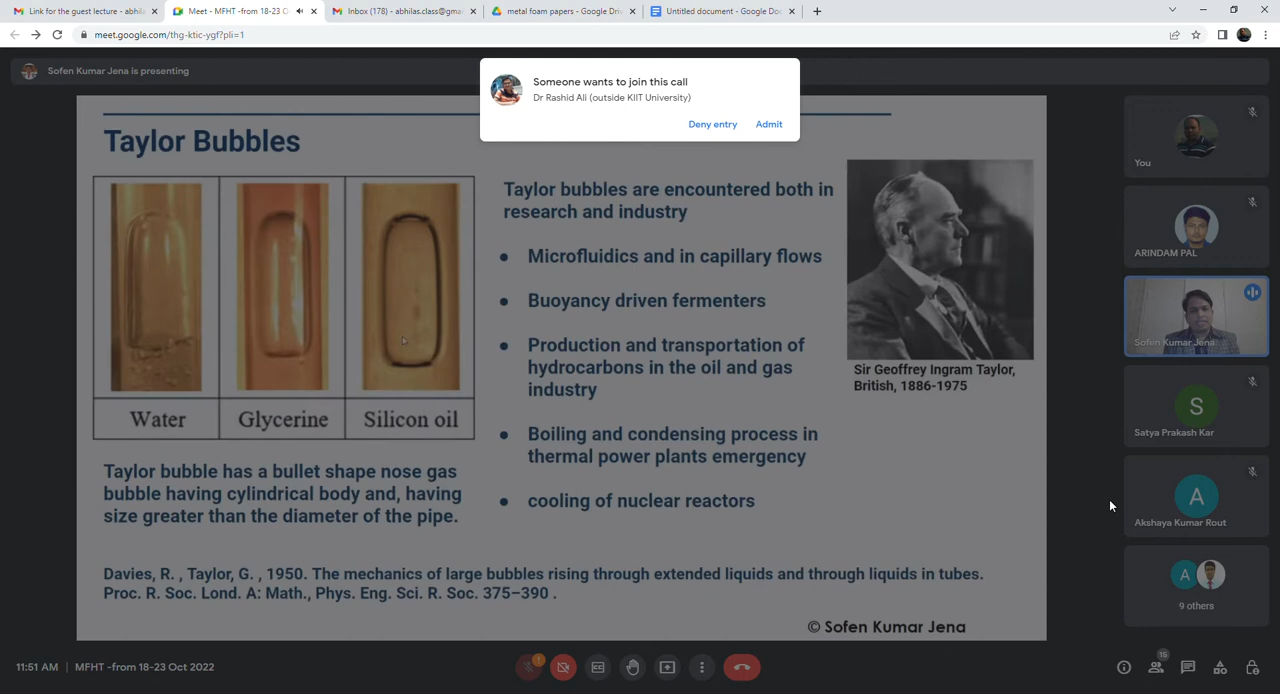 Link for the guest lecture - abhila
Meet - MFHT -from 18-23 O
Inbox (178) - abhilas.class@gma
metal foam papers - Google Driv
Untitled document - Google Doc
meet.google.com/thg-ktic-ygf?pli=1
Sofen Kumar Jena is presenting
Someone wants to join this call
Dr Rashid Ali (outside KIIT University)
Deny entry Admit
Taylor Bubbles
Water Glycerine Silicon oil
Taylor bubble has a bullet shape nose gas
bubble having cylindrical body and, having
size greater than the diameter of the pipe.
Taylor bubbles are encountered both in
research and industry
• Microfluidics and in capillary flows
• Buoyancy driven fermenters
• Production and transportation of
hydrocarbons in the oil and gas
industry
• Boiling and condensing process in
thermal power plants emergency
• cooling of nuclear reactors
Sir Geoffrey Ingram Taylor,
British, 1886-1975
Davies, R. , Taylor, G. , 1950. The mechanics of large bubbles rising through extended liquids and through liquids in tubes.
Proc. R. Soc. Lond. A: Math., Phys. Eng. Sci. R. Soc. 375–390 .
© Sofen Kumar Jena
You
ARINDAM PAL
Sofen Kumar Jena
S
Satya Prakash Kar
A
Akshaya Kumar Rout
A
9 others
11:51 AM | MFHT -from 18-23 Oct 2022
15